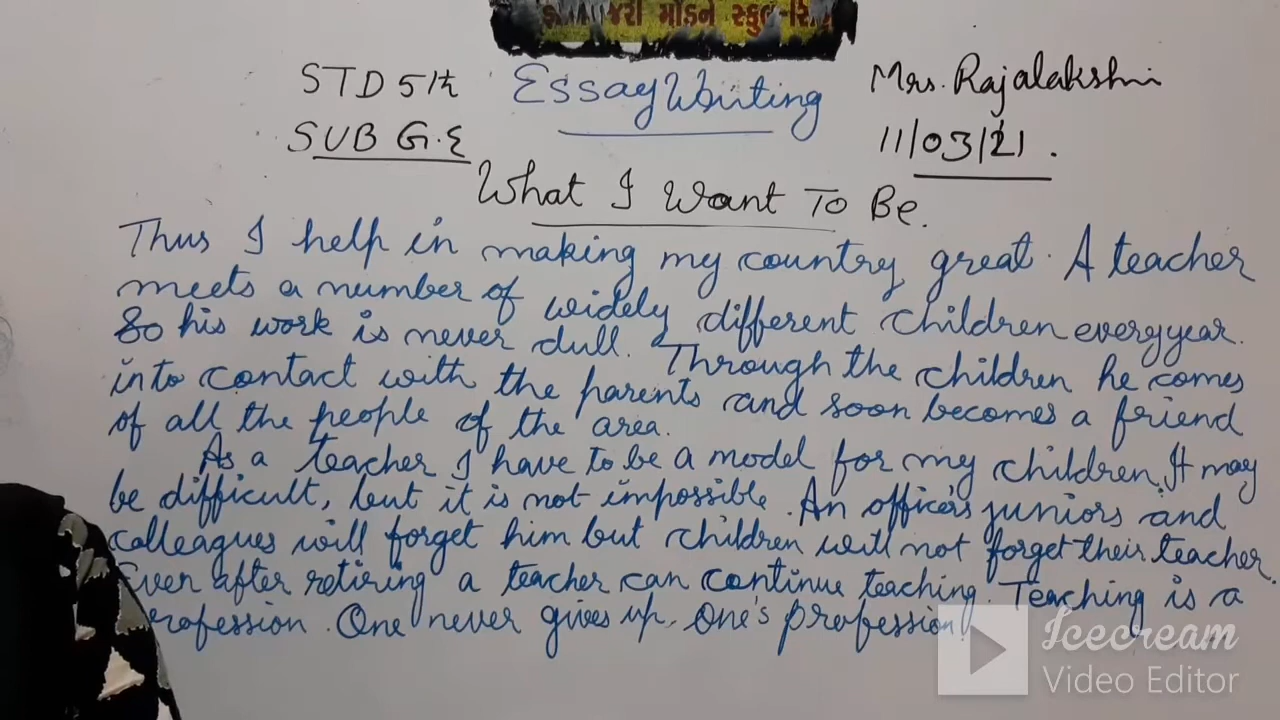 મોડર્ન સ્કુલ
STD 5th Essay Writing Mrs. Rajalakshmi
SUB G.E 11/03/21.
What I Want To Be.
Thus I help in making my country great. A teacher
meets a number of widely different children every year.
So his work is never dull. Through the children he comes
into contact with the parents and soon becomes a friend
of all the people of the area.
As a teacher I have to be a model for my children, It may
be difficult, but it is not impossible. An officer's juniors and
colleagues will forget him but children will not forget their teacher.
Even after retiring a teacher can continue teaching. Teaching is a
profession. One never gives up, One's profession.
Icecream
Video Editor